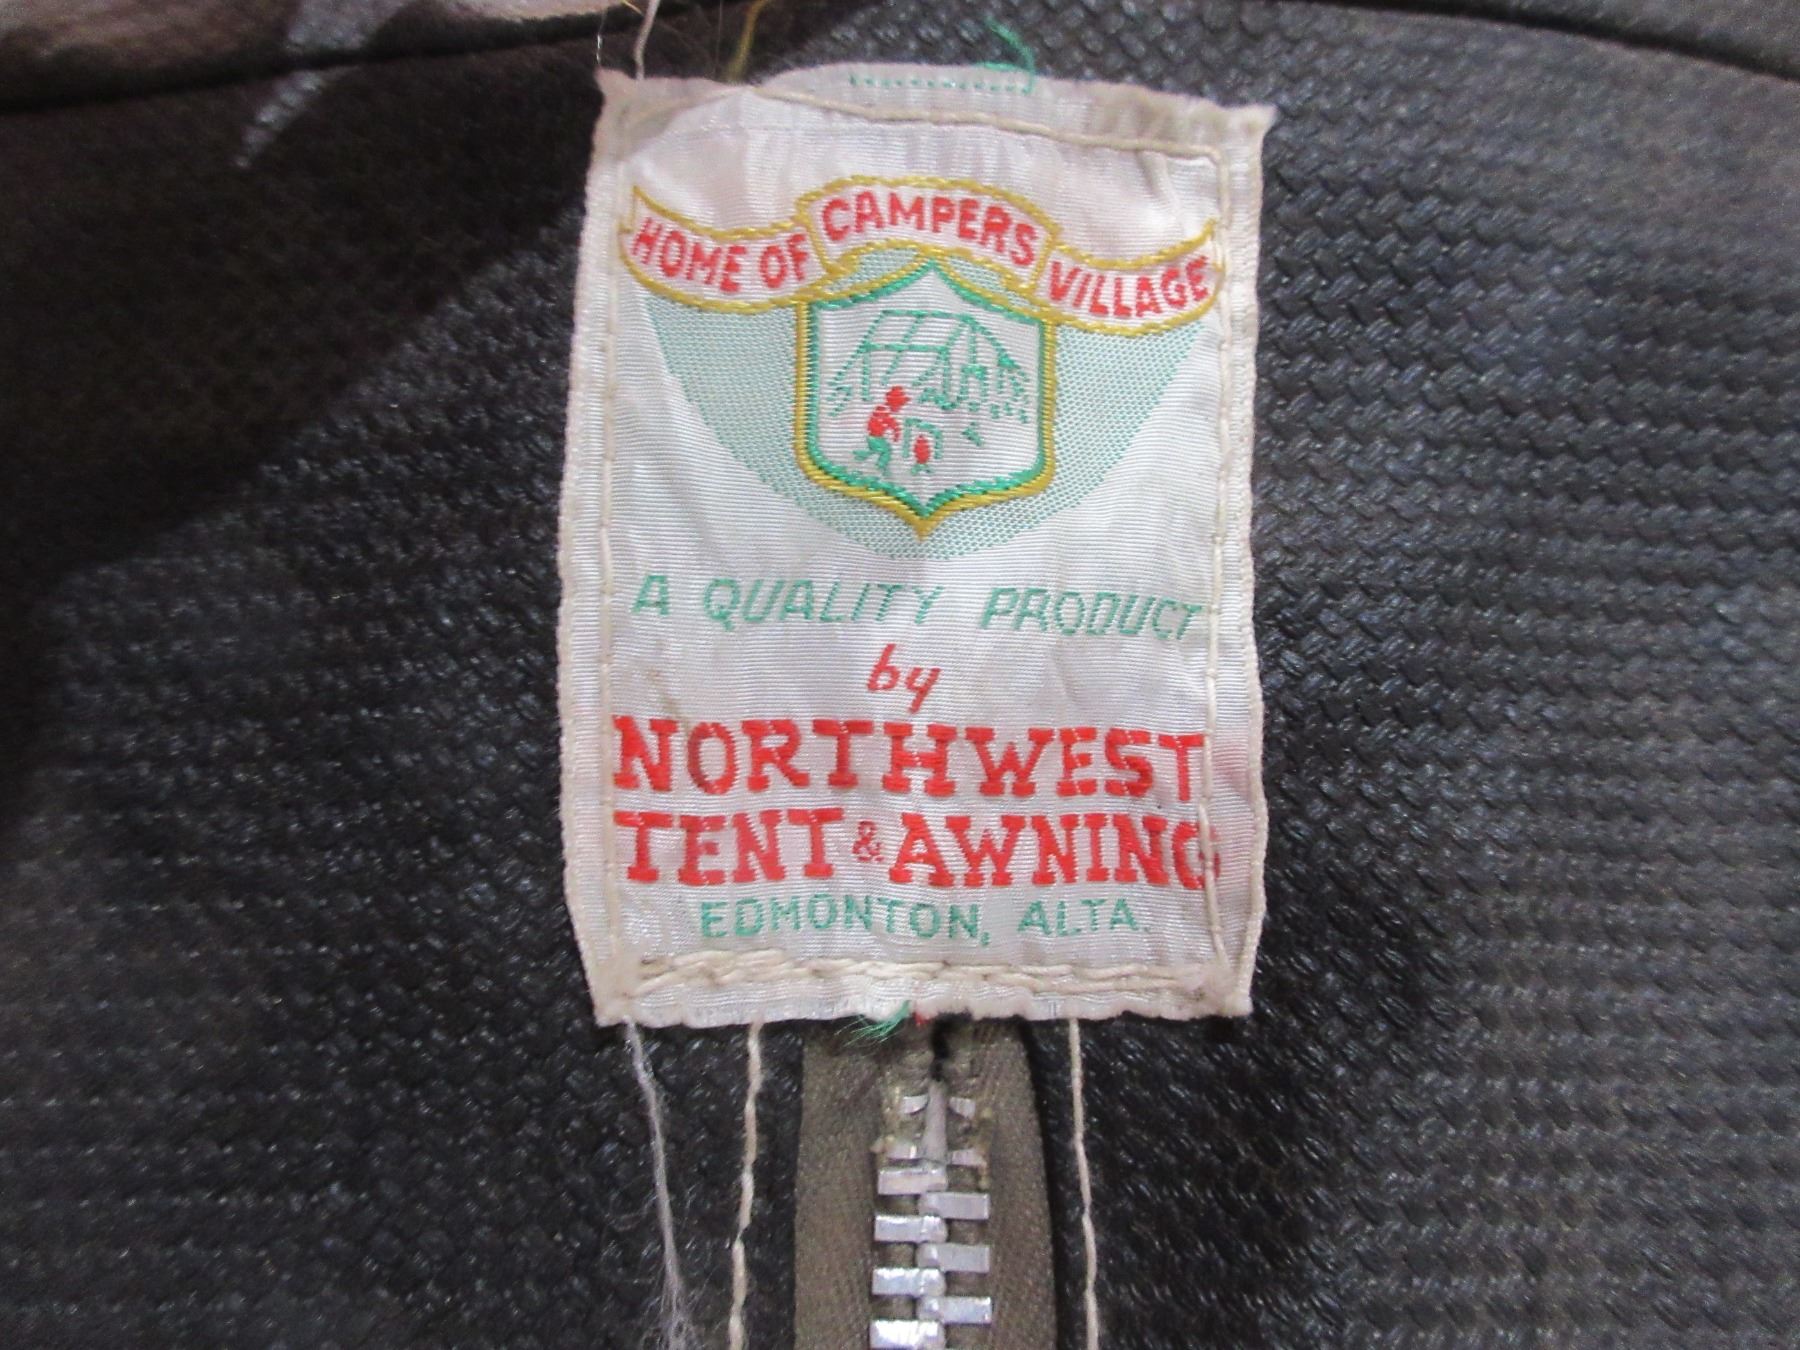 HOME OF CAMPERS VILLAGE
A QUALITY PRODUCT
by
NORTHWEST
TENT & AWNING
EDMONTON, ALTA.